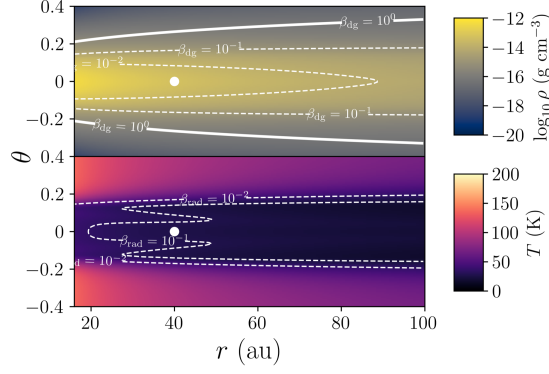 0.4
0.2
0
−0.2
0.4
0.2
0
−0.2
−0.4
θ
20
40
60
80
100
r (au)
β_dg = 10^0
β_dg = 10^−1
= 10^−2
β_dg = 10^−1
β_dg = 10^0
β_rad = 10^−2
β_rad = 10^−1
d = 10^−
−12
−14
−16
−18
−20
log_10 ρ (g cm^−3)
200
150
100
50
0
T (K)